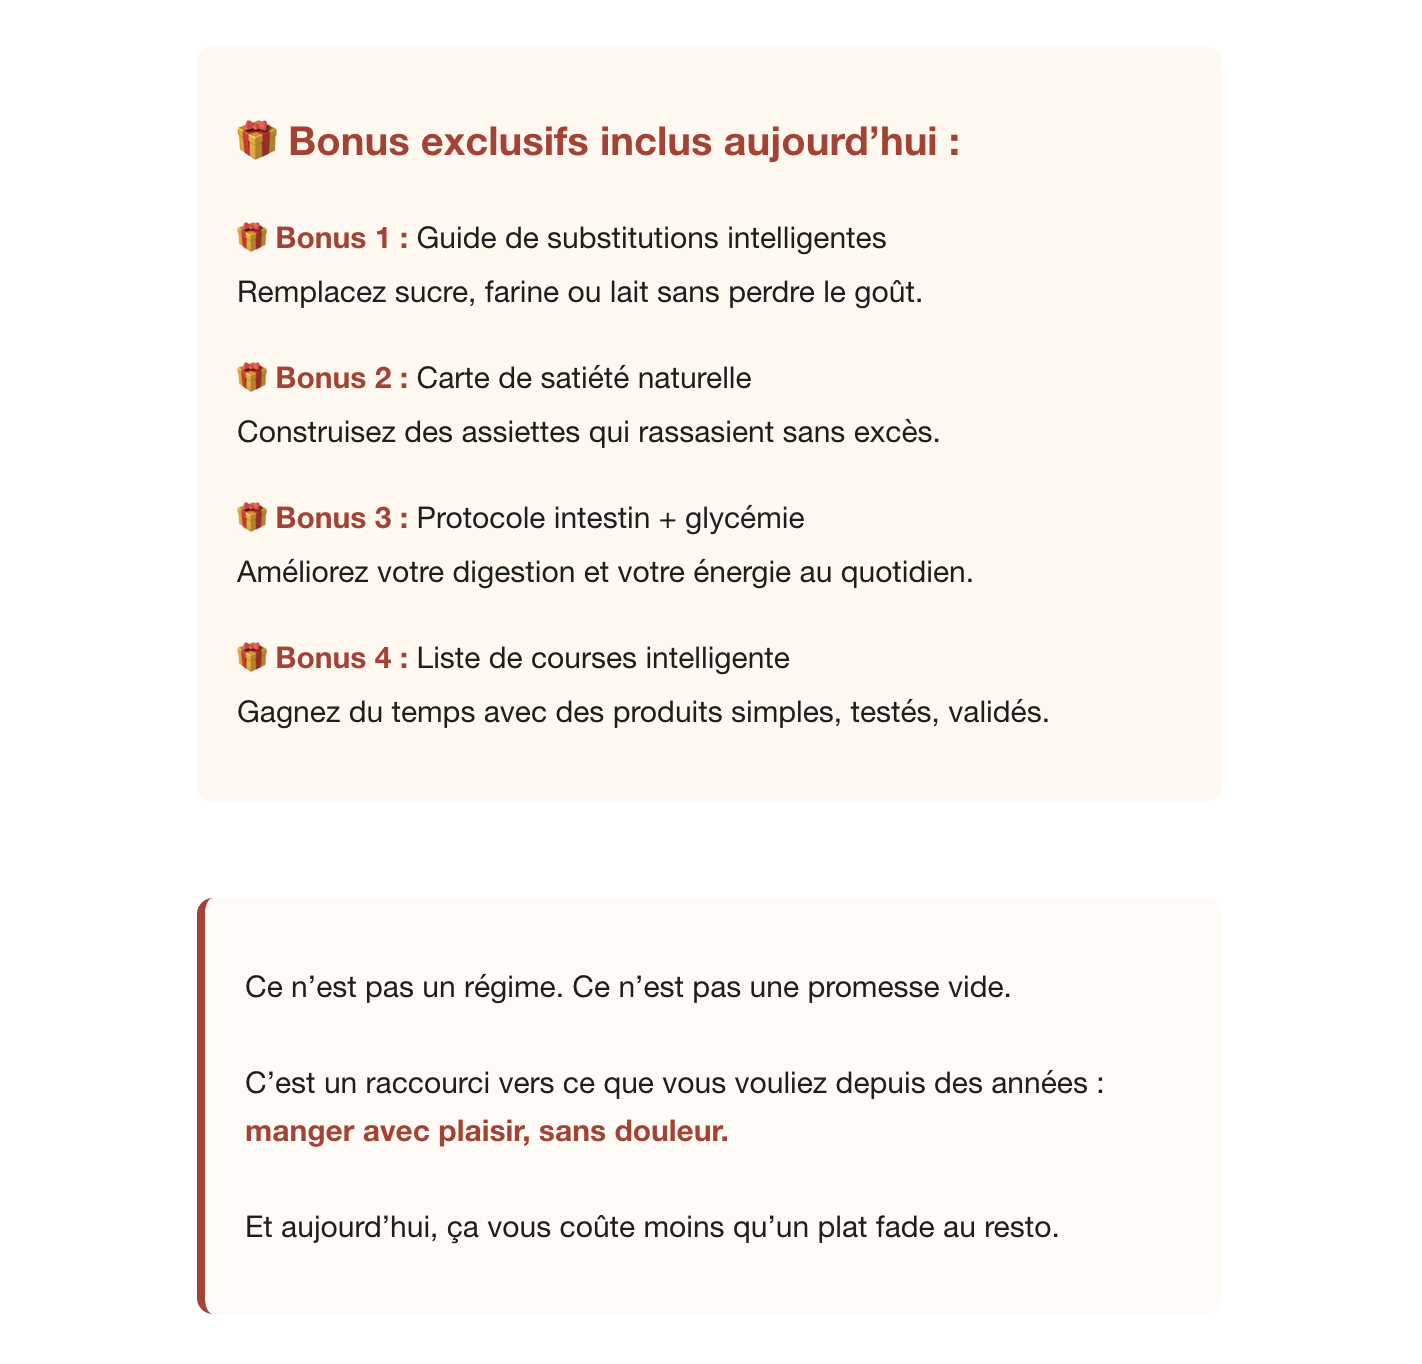 🎁 Bonus exclusifs inclus aujourd’hui :
🎁 Bonus 1 : Guide de substitutions intelligentes
Remplacez sucre, farine ou lait sans perdre le goût.
🎁 Bonus 2 : Carte de satiété naturelle
Construisez des assiettes qui rassasient sans excès.
🎁 Bonus 3 : Protocole intestin + glycémie
Améliorez votre digestion et votre énergie au quotidien.
🎁 Bonus 4 : Liste de courses intelligente
Gagnez du temps avec des produits simples, testés, validés.
Ce n’est pas un régime. Ce n’est pas une promesse vide.
C’est un raccourci vers ce que vous vouliez depuis des années :
manger avec plaisir, sans douleur.
Et aujourd’hui, ça vous coûte moins qu’un plat fade au resto.